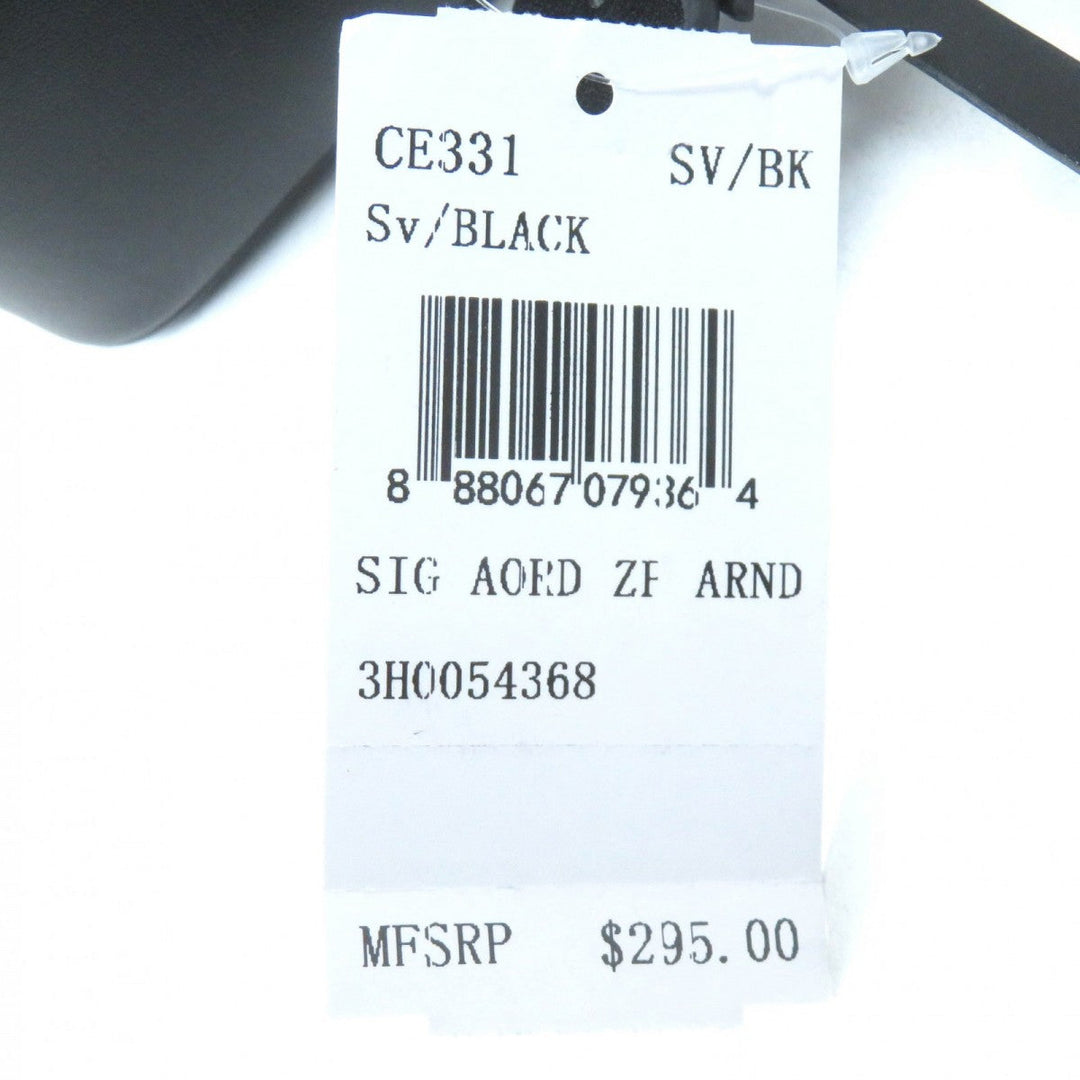 CE331 SV/BK
Sv/BLACK
8 88067 07936 4
SIG AORD ZF ARND
3H0054368
MFSRP $295.00